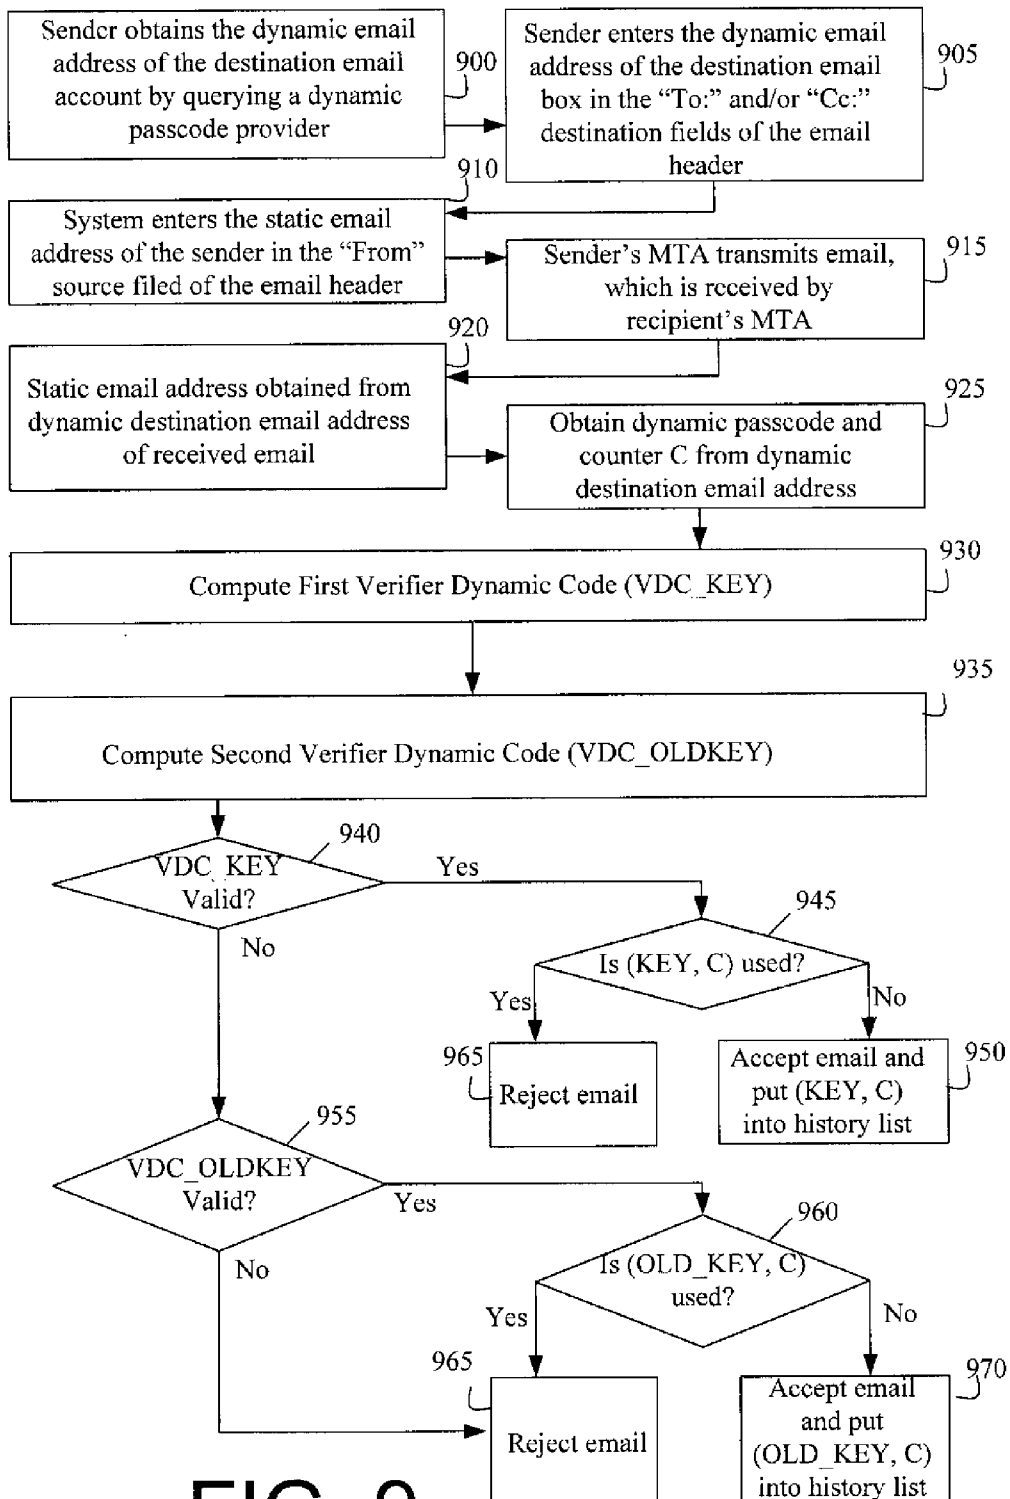 Sender obtains the dynamic email
address of the destination email
account by querying a dynamic
passcode provider
900
Sender enters the dynamic email
address of the destination email
box in the "To:" and/or "Cc:"
destination fields of the email
header
905
910
System enters the static email
address of the sender in the "From"
source filed of the email header
Sender's MTA transmits email,
which is received by
recipient's MTA
915
920
Static email address obtained from
dynamic destination email address
of received email
925
Obtain dynamic passcode and
counter C from dynamic
destination email address
930
Compute First Verifier Dynamic Code (VDC_KEY)
935
Compute Second Verifier Dynamic Code (VDC_OLDKEY)
940
VDC_KEY
Valid?
Yes
No
945
Is (KEY, C) used?
Yes
No
965
Reject email
Accept email and
put (KEY, C)
into history list
950
955
VDC_OLDKEY
Valid?
Yes
No
960
Is (OLD_KEY, C)
used?
Yes
No
965
Reject email
970
Accept email
and put
(OLD_KEY, C)
into history list
FIG. 9